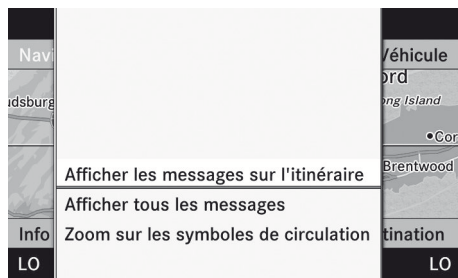 Navi
Véhicule
ord
udsburg
ong Island
Cor
Afficher les messages sur l'itinéraire
Brentwood
Afficher tous les messages
Info
Zoom sur les symboles de circulation
tination
LO
LO